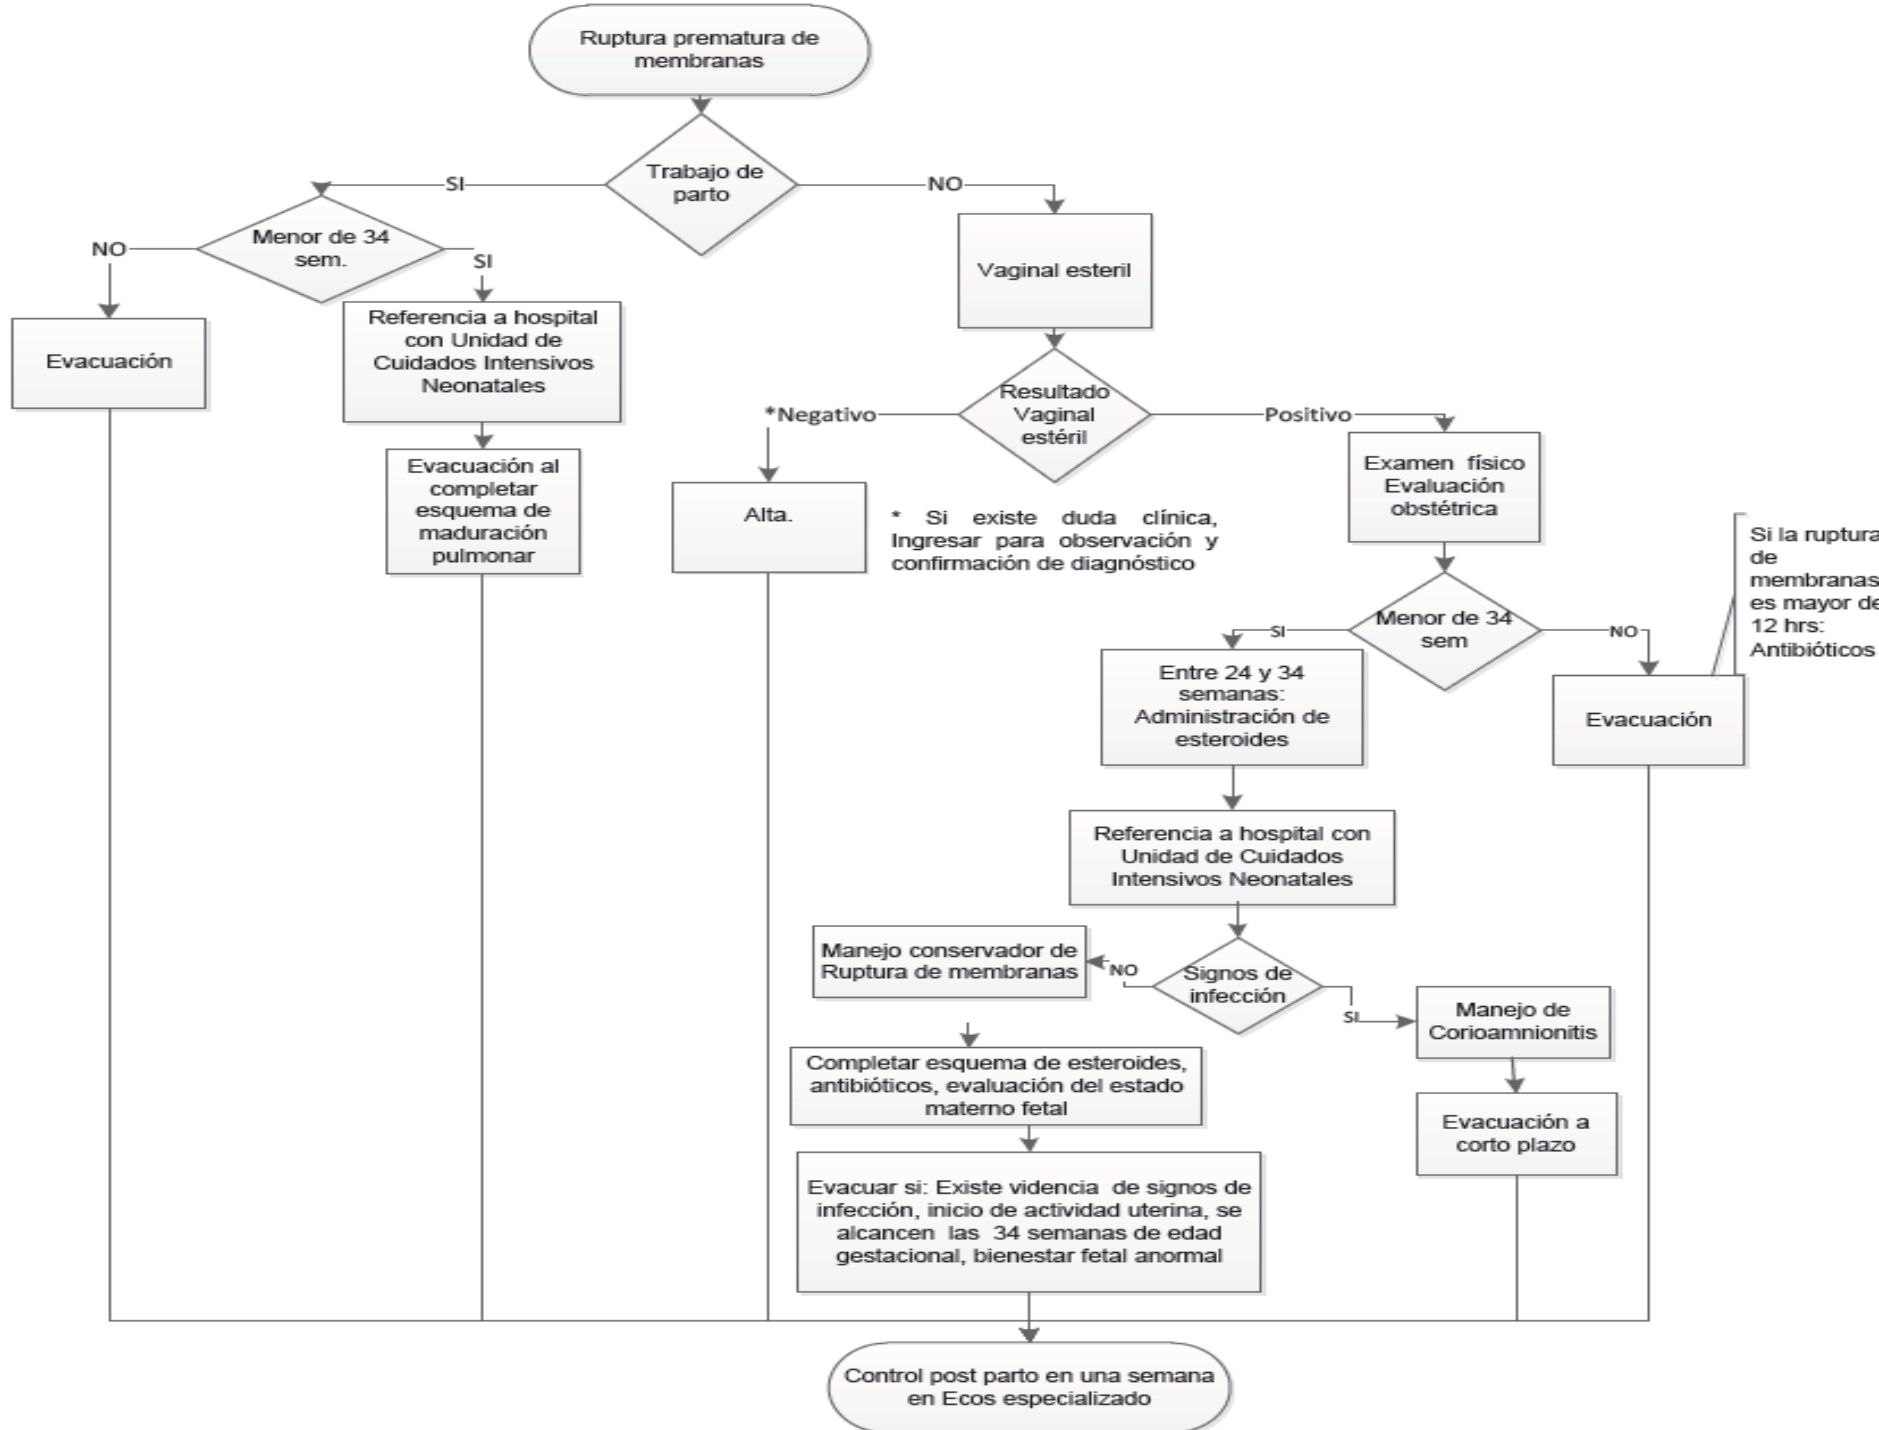 Ruptura prematura de
membranas
Trabajo de
parto
SI
NO
Menor de 34
sem.
NO
SI
Vaginal esteril
Evacuación
Referencia a hospital
con Unidad de
Cuidados Intensivos
Neonatales
Resultado
Vaginal
estéril
*Negativo
Positivo
Evacuación al
completar
esquema de
maduración
pulmonar
Alta.
* Si existe duda clínica,
Ingresar para observación y
confirmación de diagnóstico
Examen físico
Evaluación
obstétrica
Si la ruptura
de
membranas
es mayor de
12 hrs:
Antibióticos
Menor de 34
sem
SI
NO
Entre 24 y 34
semanas:
Administración de
esteroides
Evacuación
Referencia a hospital con
Unidad de Cuidados
Intensivos Neonatales
Signos de
infección
NO
SI
Manejo conservador de
Ruptura de membranas
Manejo de
Corioamnionitis
Completar esquema de esteroides,
antibióticos, evaluación del estado
materno fetal
Evacuación a
corto plazo
Evacuar si: Existe videncia de signos de
infección, inicio de actividad uterina, se
alcancen las 34 semanas de edad
gestacional, bienestar fetal anormal
Control post parto en una semana
en Ecos especializado